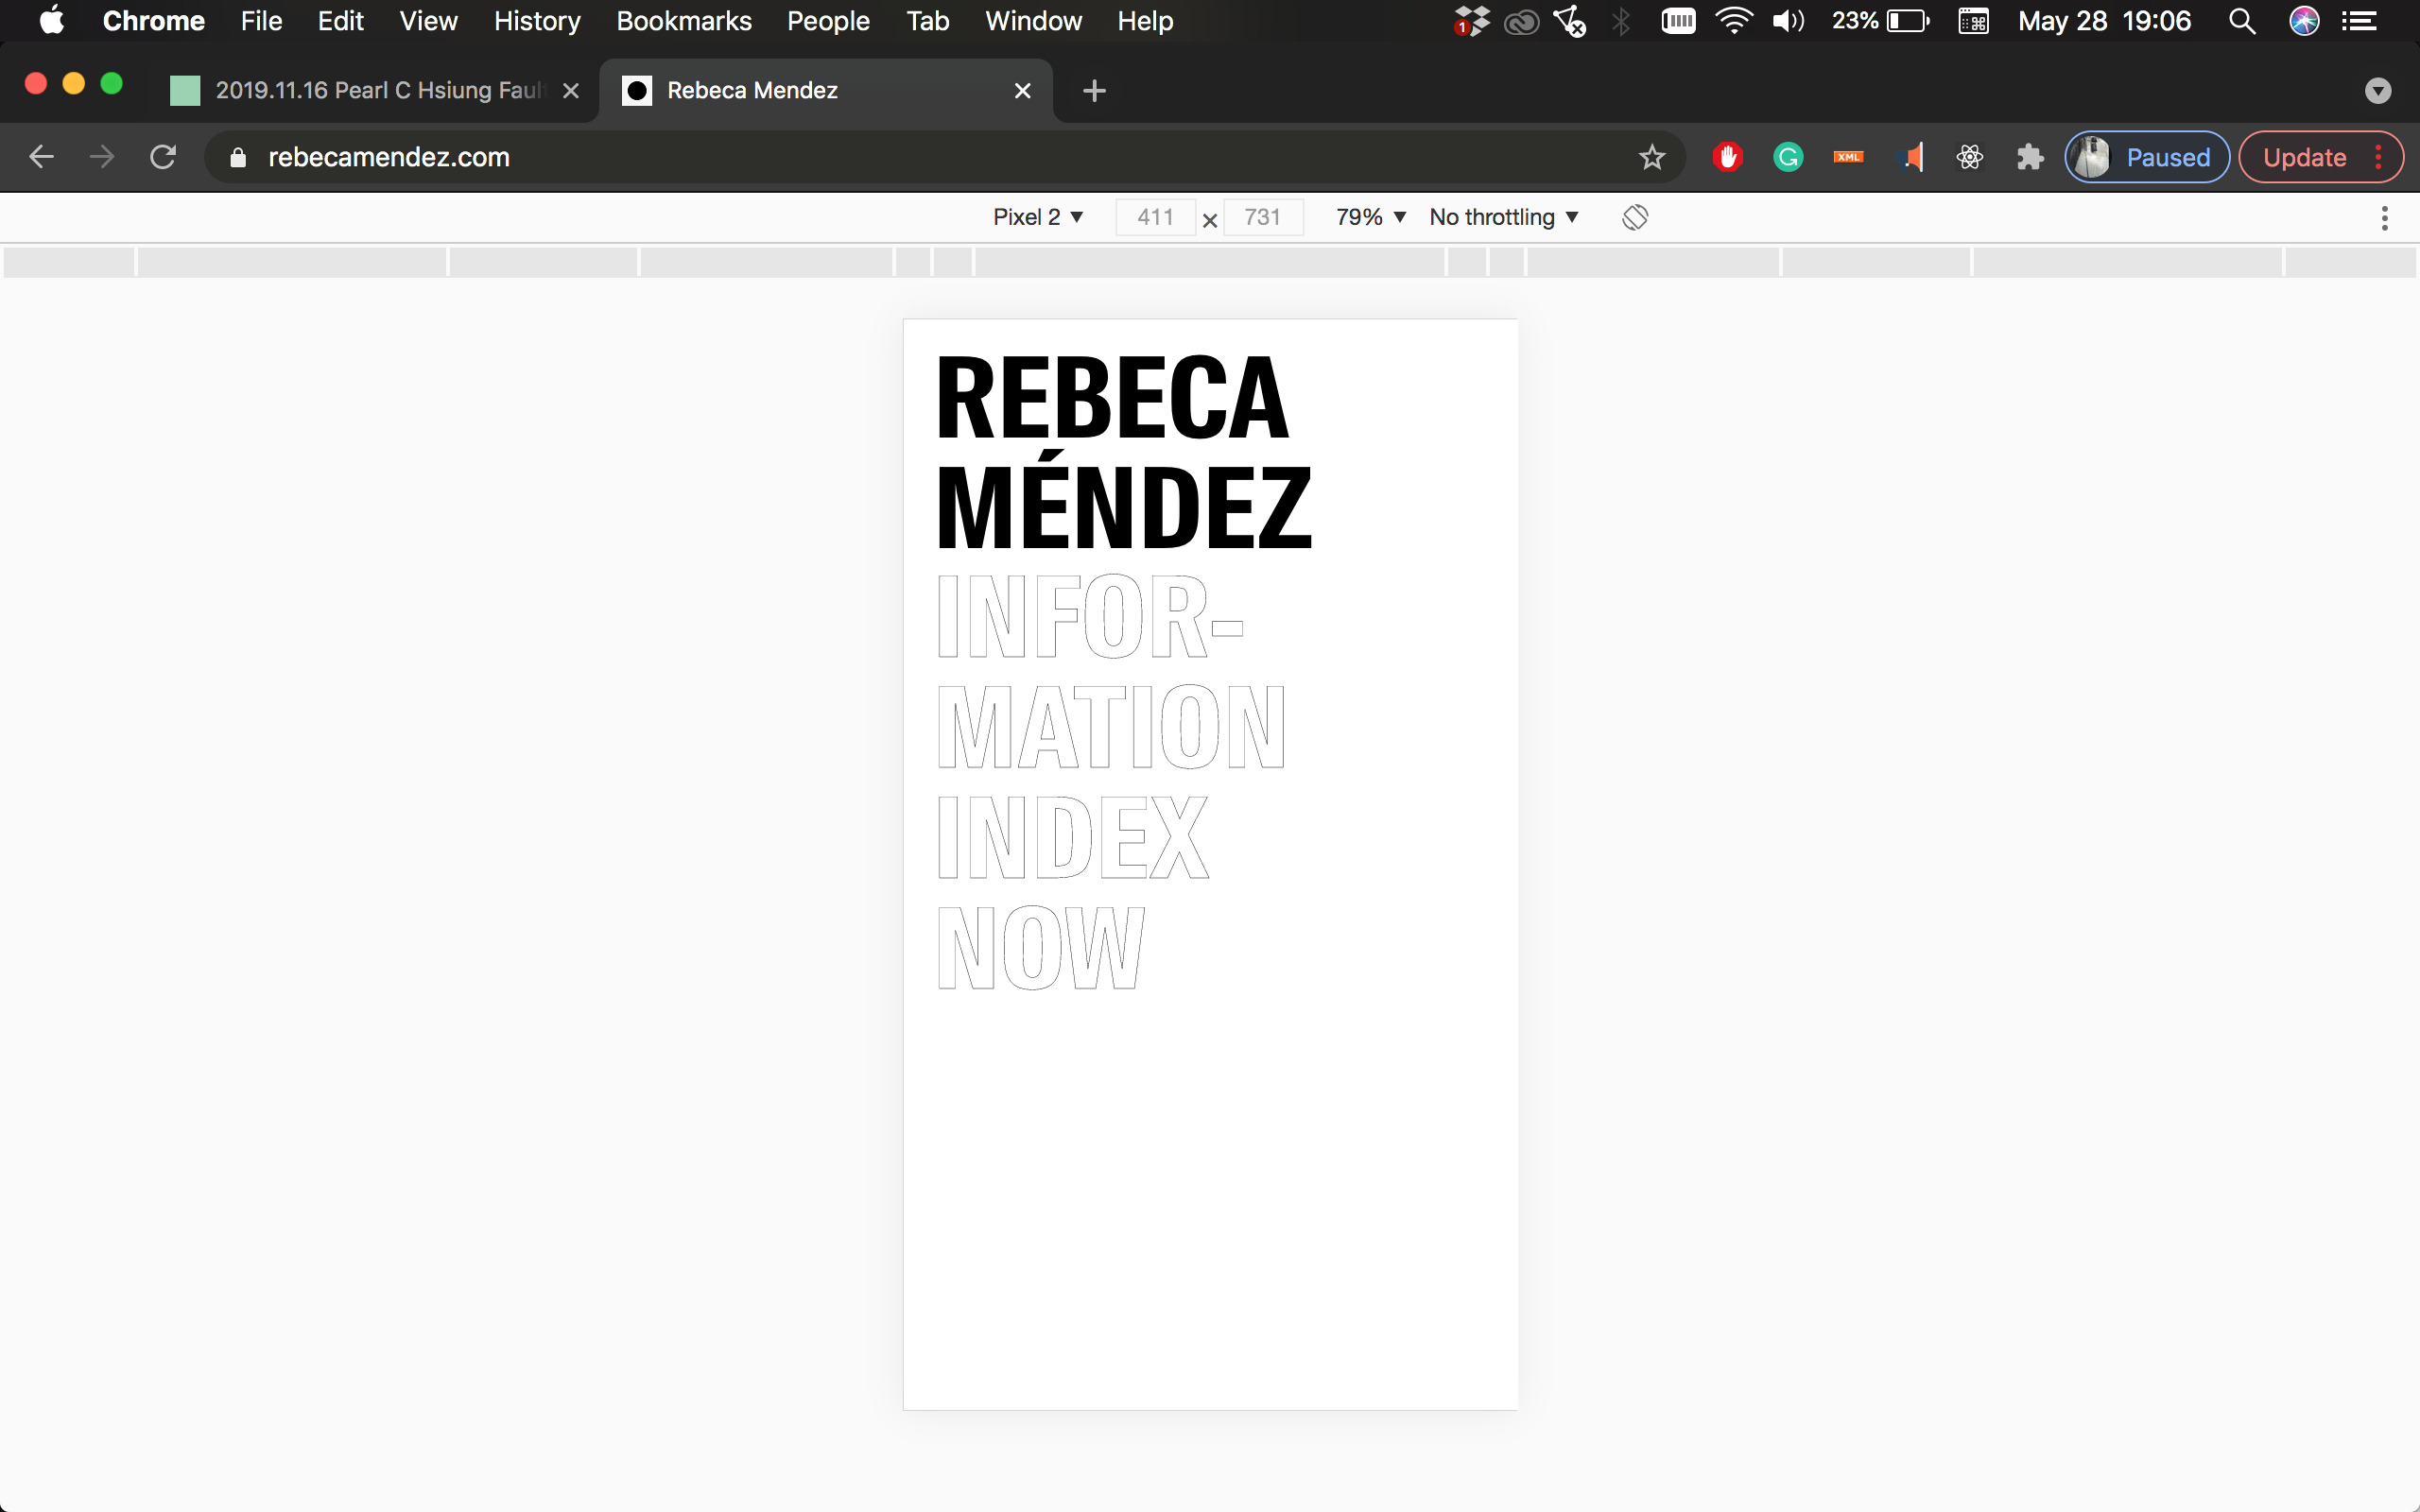 Chrome File Edit View History Bookmarks People Tab Window Help 1 23% May 28 19:06
2019.11.16 Pearl C Hsiung Faul Rebeca Mendez
rebecamendez.com XML Paused Update
Pixel 2 411 × 731 79% No throttling
REBECA
MÉNDEZ
INFOR-
MATION
INDEX
NOW